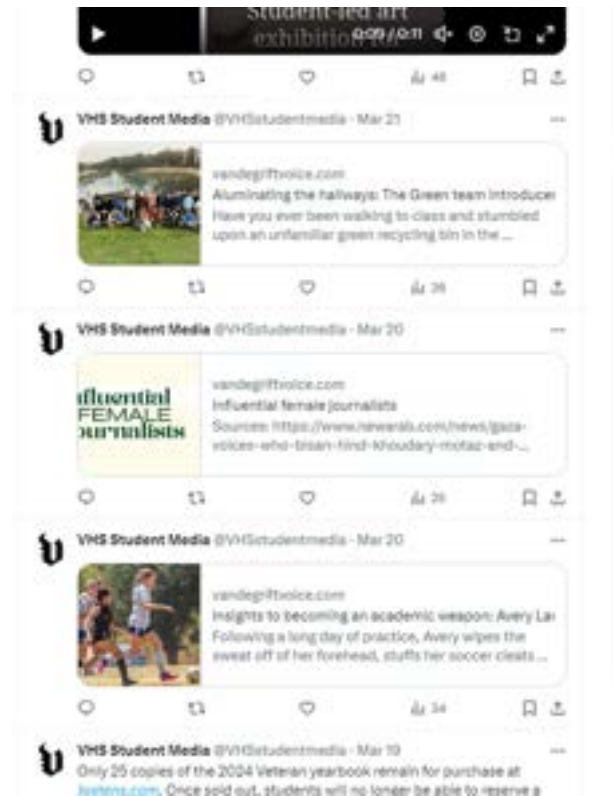 Student-led art
exhibition for
0:09 / 0:11
48
VHS Student Media @VHSstudentmedia · Mar 21
vandegriftvoice.com
Aluminating the hallways: The Green team introduces
Have you ever been walking to class and stumbled
upon an unfamiliar green recycling bin in the ...
26
VHS Student Media @VHSstudentmedia · Mar 20
nfluential
FEMALE
ournalists
vandegriftvoice.com
Influential female journalists
Sources: https://www.newarab.com/news/gaza-
voices-who-bisan-hind-khoudary-motaz-and-...
VHS Student Media @VHSstudentmedia · Mar 20
vandegriftvoice.com
Insights to becoming an academic weapon: Avery La
Following a long day of practice, Avery wipes the
sweat off of her forehead, stuffs her soccer cleats ...
34
VHS Student Media @VHSstudentmedia · Mar 19
Only 25 copies of the 2024 Veteran yearbook remain for purchase at
Jostens.com. Once sold out, students will no longer be able to reserve a